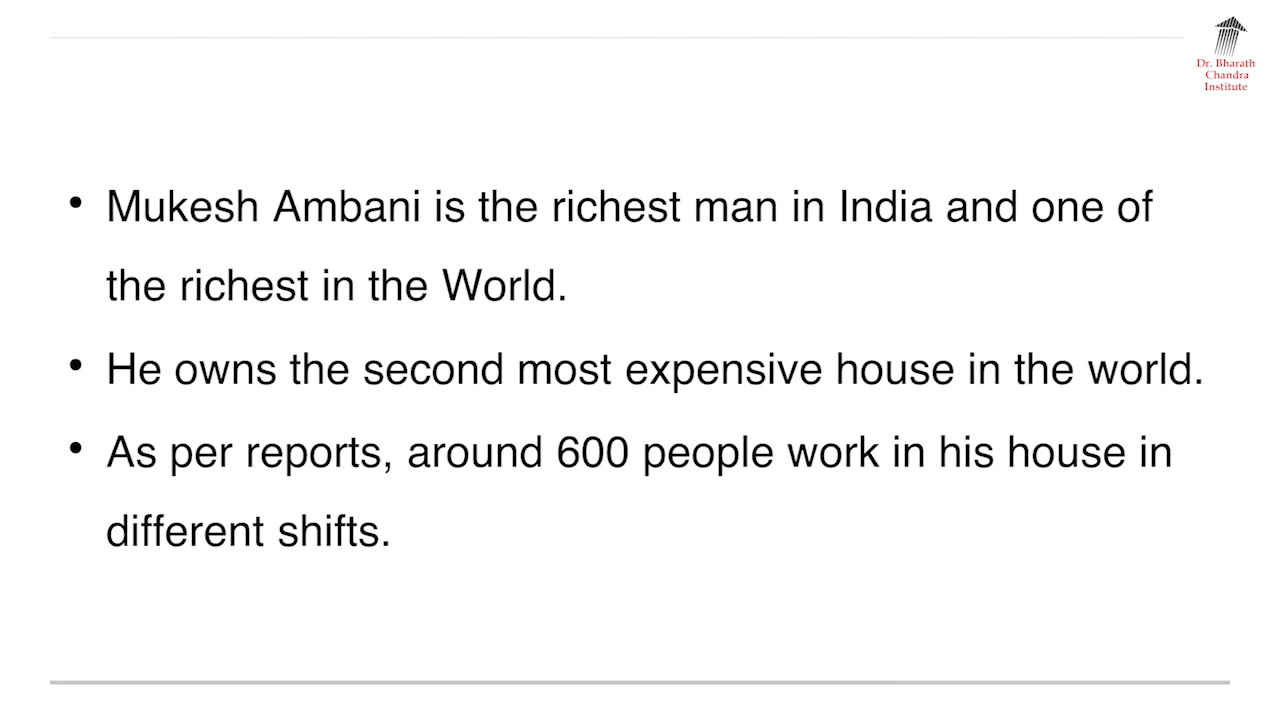 Dr. Bharath
Chandra
Institute
• Mukesh Ambani is the richest man in India and one of
the richest in the World.
• He owns the second most expensive house in the world.
• As per reports, around 600 people work in his house in
different shifts.